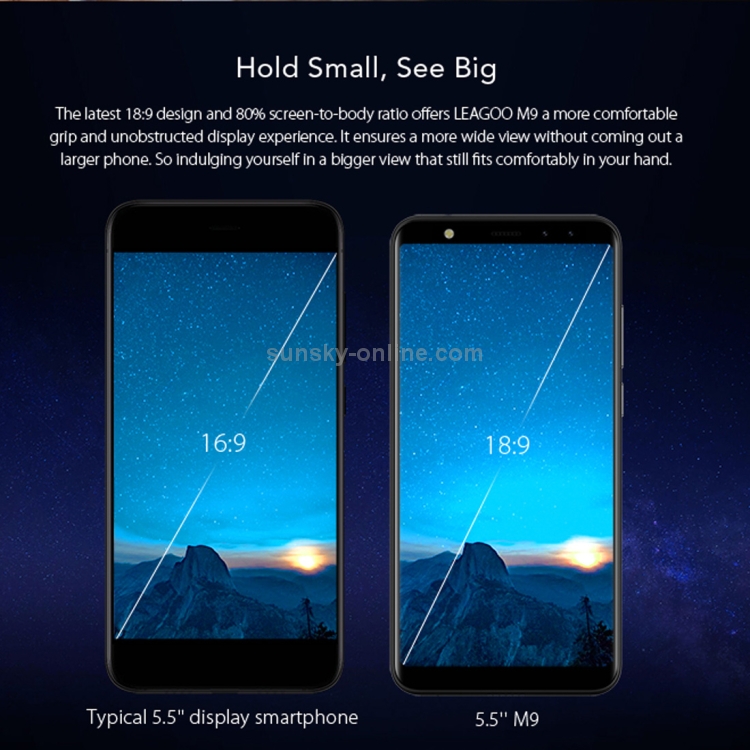 Hold Small, See Big
The latest 18:9 design and 80% screen-to-body ratio offers LEAGOO M9 a more comfortable
grip and unobstructed display experience. It ensures a more wide view without coming out a
larger phone. So indulging yourself in a bigger view that still fits comfortably in your hand.
sunsky-online.com
16:9
18:9
Typical 5.5" display smartphone
5.5'' M9